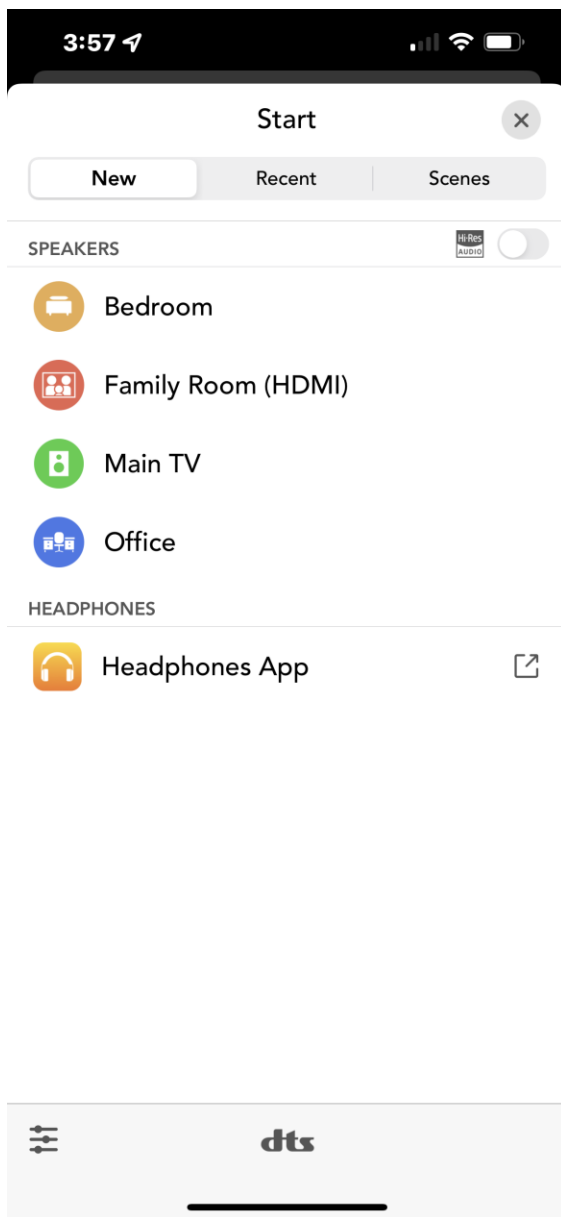 3:57
Start
New Recent Scenes
SPEAKERS Hi-Res AUDIO
Bedroom
Family Room (HDMI)
Main TV
Office
HEADPHONES
Headphones App
dts